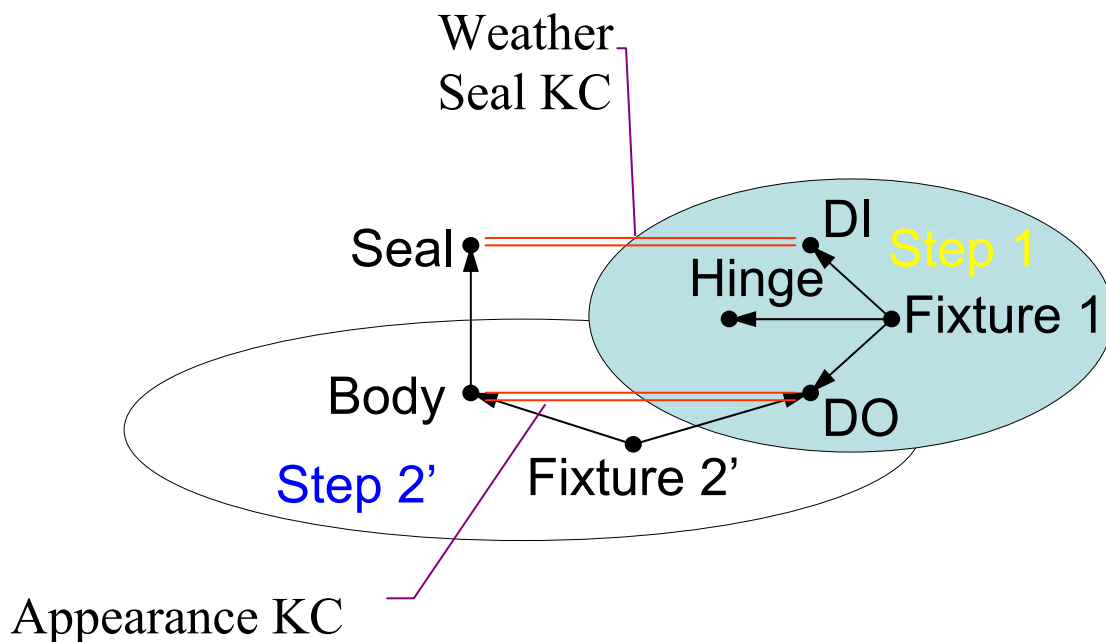 Weather
Seal KC
DI
Seal
Step 1
Hinge
Fixture 1
Body
DO
Step 2’
Fixture 2’
Appearance KC